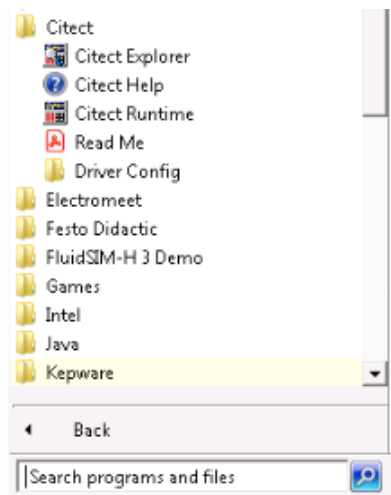 Citect
Citect Explorer
Citect Help
Citect Runtime
Read Me
Driver Config
Electromeet
Festo Didactic
FluidSIM-H 3 Demo
Games
Intel
Java
Kepware
Back
Search programs and files